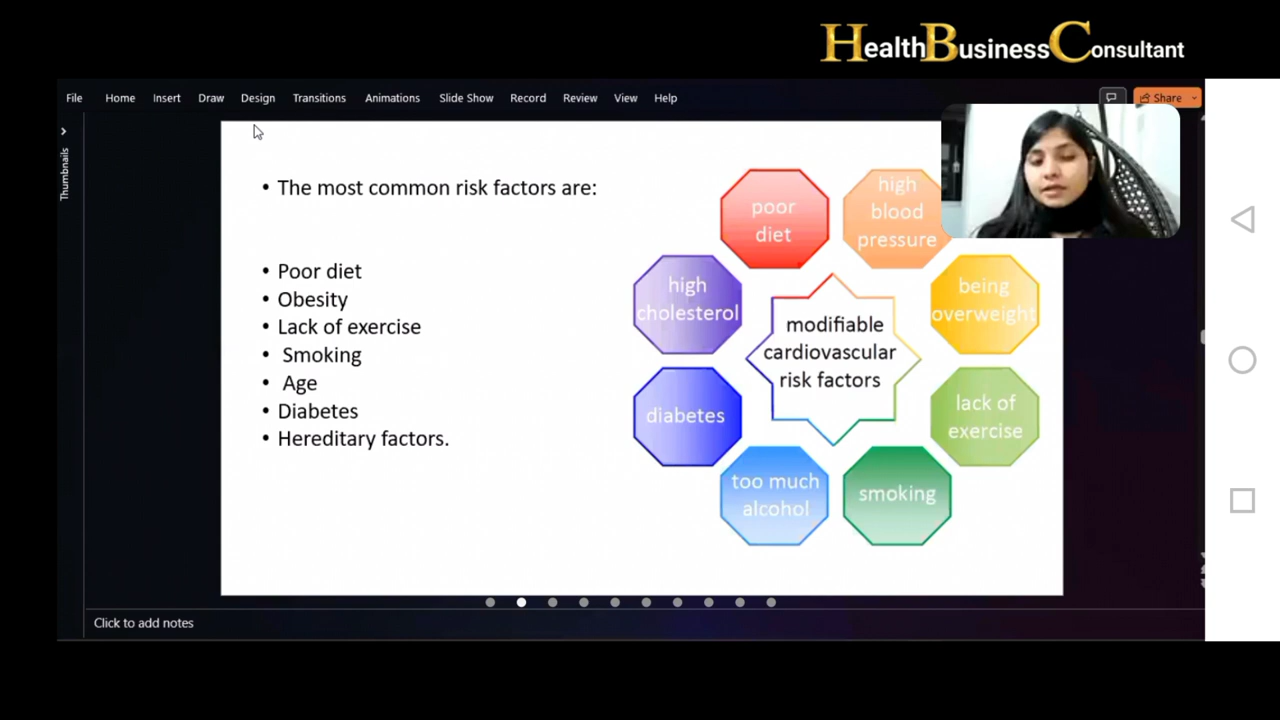 HealthBusinessConsultant
File Home Insert Draw Design Transitions Animations Slide Show Record Review View Help
Share
Thumbnails
• The most common risk factors are:
• Poor diet
• Obesity
• Lack of exercise
• Smoking
• Age
• Diabetes
• Hereditary factors.
poor
diet
high
blood
pressure
high
cholesterol
being
overweight
modifiable
cardiovascular
risk factors
diabetes
lack of
exercise
too much
alcohol
smoking
Click to add notes